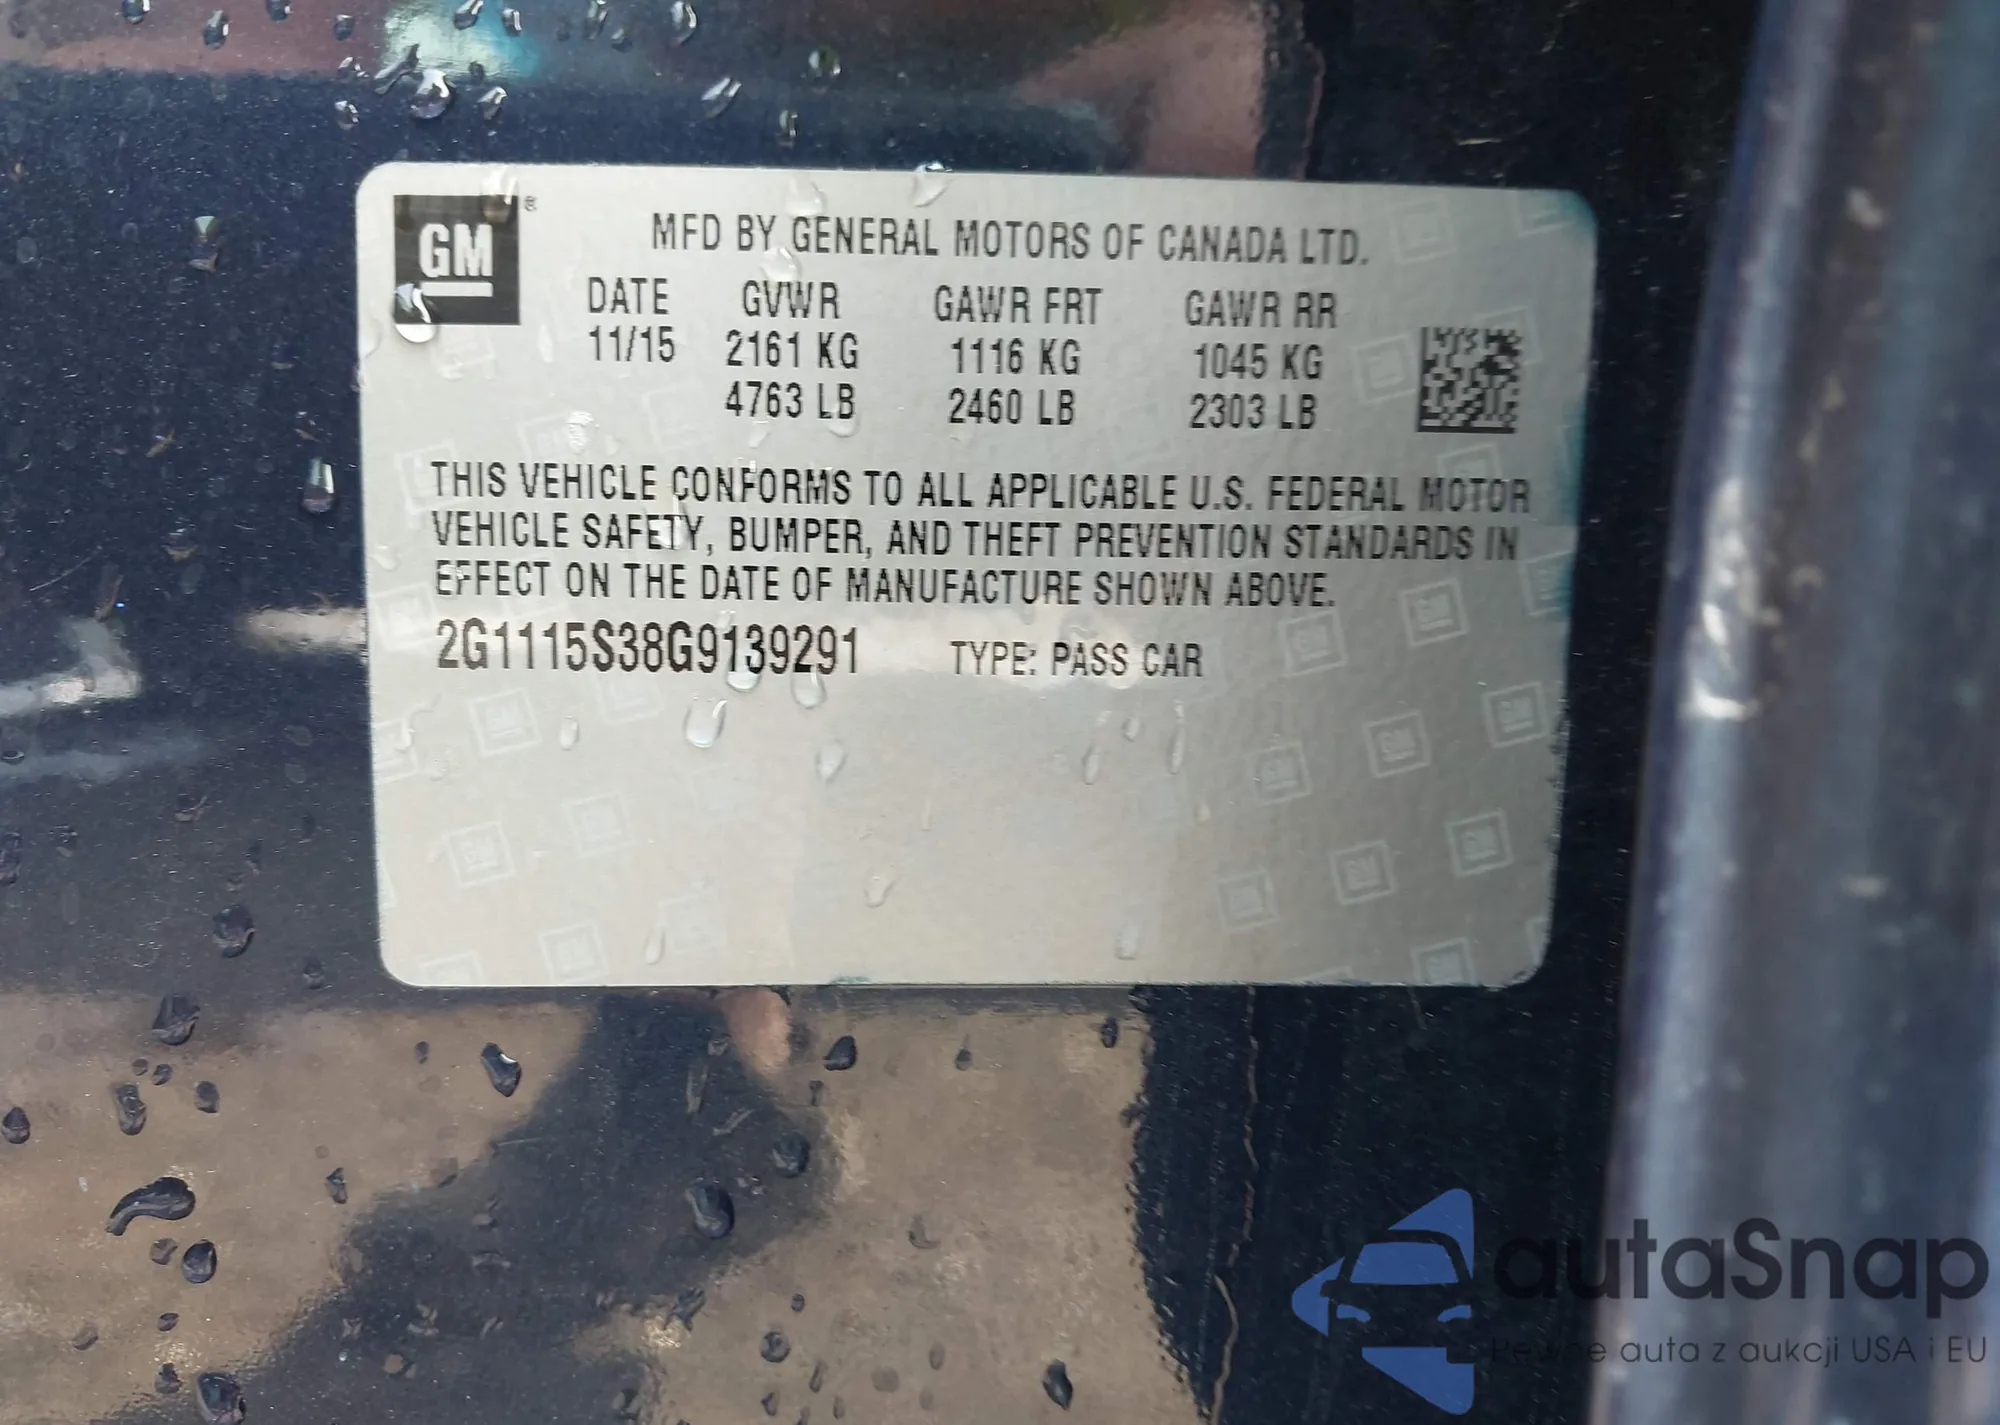 GM ®
MFD BY GENERAL MOTORS OF CANADA LTD.
DATE GVWR GAWR FRT GAWR RR
11/15 2161 KG 1116 KG 1045 KG
4763 LB 2460 LB 2303 LB
THIS VEHICLE CONFORMS TO ALL APPLICABLE U.S. FEDERAL MOTOR
VEHICLE SAFETY, BUMPER, AND THEFT PREVENTION STANDARDS IN
EFFECT ON THE DATE OF MANUFACTURE SHOWN ABOVE.
2G1115S38G9139291 TYPE: PASS CAR
autaSnap
Pewne auta z aukcji USA i EU